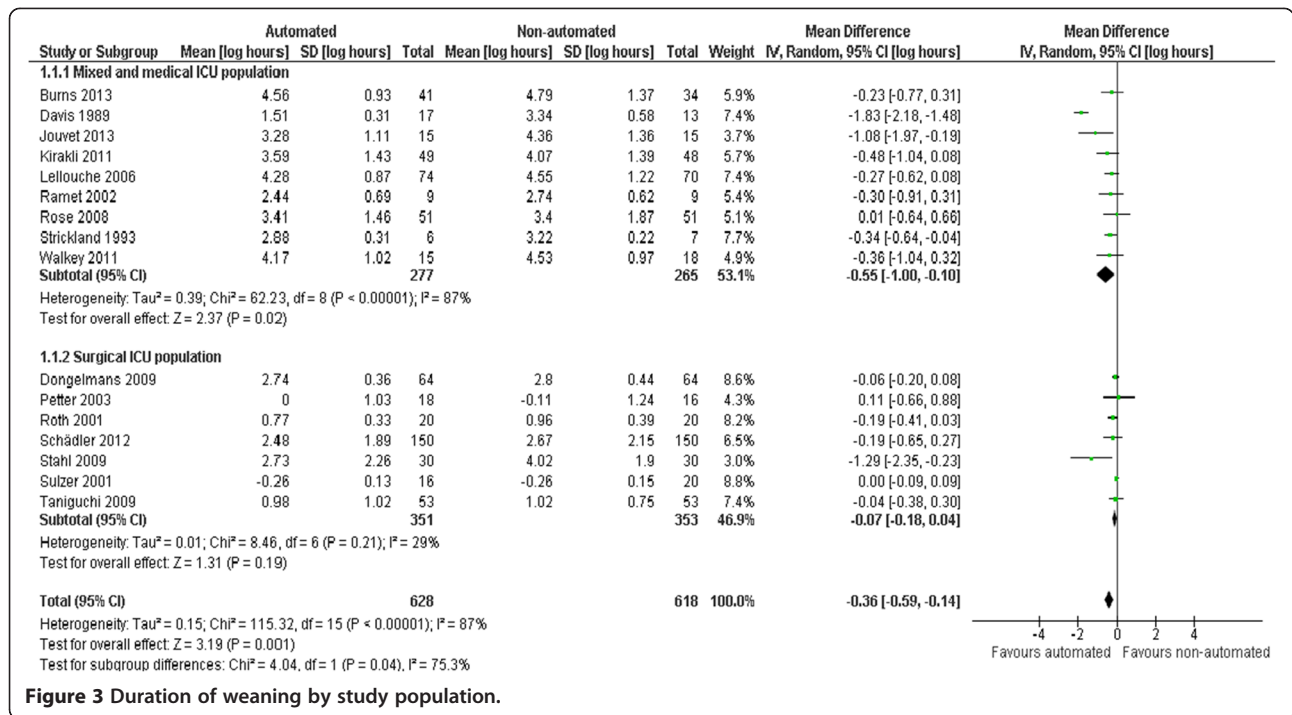 Automated Non-automated Mean Difference Mean Difference
Study or Subgroup Mean [log hours] SD [log hours] Total Mean [log hours] SD [log hours] Total Weight IV, Random, 95% CI [log hours] IV, Random, 95% CI [log hours]
1.1.1 Mixed and medical ICU population
Burns 2013 4.56 0.93 41 4.79 1.37 34 5.9% -0.23 [-0.77, 0.31]
Davis 1989 1.51 0.31 17 3.34 0.58 13 7.4% -1.83 [-2.18, -1.48]
Jouvet 2013 3.28 1.11 15 4.36 1.36 15 3.7% -1.08 [-1.97, -0.19]
Kirakli 2011 3.59 1.43 49 4.07 1.39 48 5.7% -0.48 [-1.04, 0.08]
Lellouche 2006 4.28 0.87 74 4.55 1.22 70 7.4% -0.27 [-0.62, 0.08]
Ramet 2002 2.44 0.69 9 2.74 0.62 9 5.4% -0.30 [-0.91, 0.31]
Rose 2008 3.41 1.46 51 3.4 1.87 51 5.1% 0.01 [-0.64, 0.66]
Strickland 1993 2.88 0.31 6 3.22 0.22 7 7.7% -0.34 [-0.64, -0.04]
Walkey 2011 4.17 1.02 15 4.53 0.97 18 4.9% -0.36 [-1.04, 0.32]
Subtotal (95% CI) 277 265 53.1% -0.55 [-1.00, -0.10]
Heterogeneity: Tau² = 0.39; Chi² = 62.23, df = 8 (P < 0.00001); I² = 87%
Test for overall effect: Z = 2.37 (P = 0.02)
1.1.2 Surgical ICU population
Dongelmans 2009 2.74 0.36 64 2.8 0.44 64 8.6% -0.06 [-0.20, 0.08]
Petter 2003 0 1.03 18 -0.11 1.24 16 4.3% 0.11 [-0.66, 0.88]
Roth 2001 0.77 0.33 20 0.96 0.39 20 8.2% -0.19 [-0.41, 0.03]
Schädler 2012 2.48 1.89 150 2.67 2.15 150 6.5% -0.19 [-0.65, 0.27]
Stahl 2009 2.73 2.26 30 4.02 1.9 30 3.0% -1.29 [-2.35, -0.23]
Sulzer 2001 -0.26 0.13 16 -0.26 0.15 20 8.8% 0.00 [-0.09, 0.09]
Taniguchi 2009 0.98 1.02 53 1.02 0.75 53 7.4% -0.04 [-0.38, 0.30]
Subtotal (95% CI) 351 353 46.9% -0.07 [-0.18, 0.04]
Heterogeneity: Tau² = 0.01; Chi² = 8.46, df = 6 (P = 0.21); I² = 29%
Test for overall effect: Z = 1.31 (P = 0.19)
Total (95% CI) 628 618 100.0% -0.36 [-0.59, -0.14]
Heterogeneity: Tau² = 0.15; Chi² = 115.32, df = 15 (P < 0.00001); I² = 87%
Test for overall effect: Z = 3.19 (P = 0.001)
Test for subgroup differences: Chi² = 4.04, df = 1 (P = 0.04), I² = 75.3%
-4 -2 0 2 4
Favours automated Favours non-automated
Figure 3 Duration of weaning by study population.